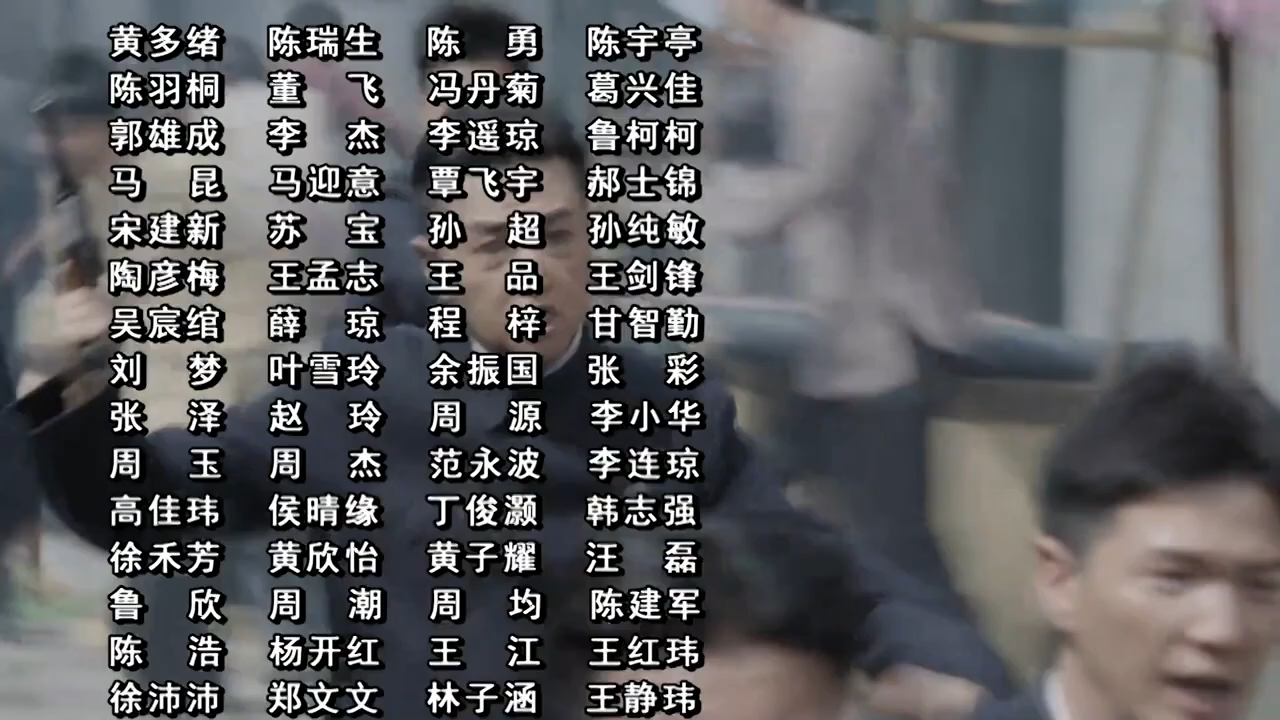 黄多绪 陈瑞生 陈勇 陈宇亭
陈羽桐 董飞 冯丹菊 葛兴佳
郭雄成 李杰 李遥琼 鲁柯柯
马昆 马迎意 覃飞宇 郝士锦
宋建新 苏宝 孙超 孙纯敏
陶彦梅 王孟志 王品 王剑锋
吴宸绾 薛琼 程梓 甘智勤
刘梦 叶雪玲 余振国 张彩
张泽 赵玲 周源 李小华
周玉 周杰 范永波 李连琼
高佳玮 侯晴缘 丁俊灏 韩志强
徐禾芳 黄欣怡 黄子耀 汪磊
鲁欣 周潮 周均 陈建军
陈浩 杨开红 王江 王红玮
徐沛沛 郑文文 林子涵 王静玮